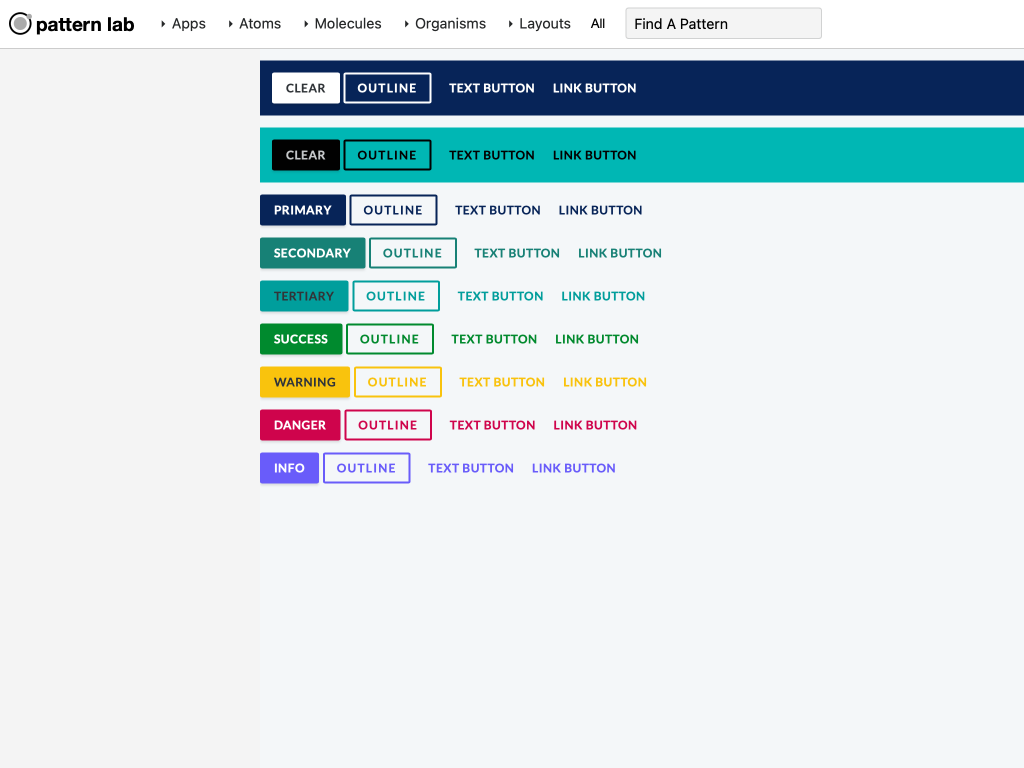 pattern lab Apps Atoms Molecules Organisms Layouts All Find A Pattern
CLEAR OUTLINE TEXT BUTTON LINK BUTTON
CLEAR OUTLINE TEXT BUTTON LINK BUTTON
PRIMARY OUTLINE TEXT BUTTON LINK BUTTON
SECONDARY OUTLINE TEXT BUTTON LINK BUTTON
TERTIARY OUTLINE TEXT BUTTON LINK BUTTON
SUCCESS OUTLINE TEXT BUTTON LINK BUTTON
WARNING OUTLINE TEXT BUTTON LINK BUTTON
DANGER OUTLINE TEXT BUTTON LINK BUTTON
INFO OUTLINE TEXT BUTTON LINK BUTTON